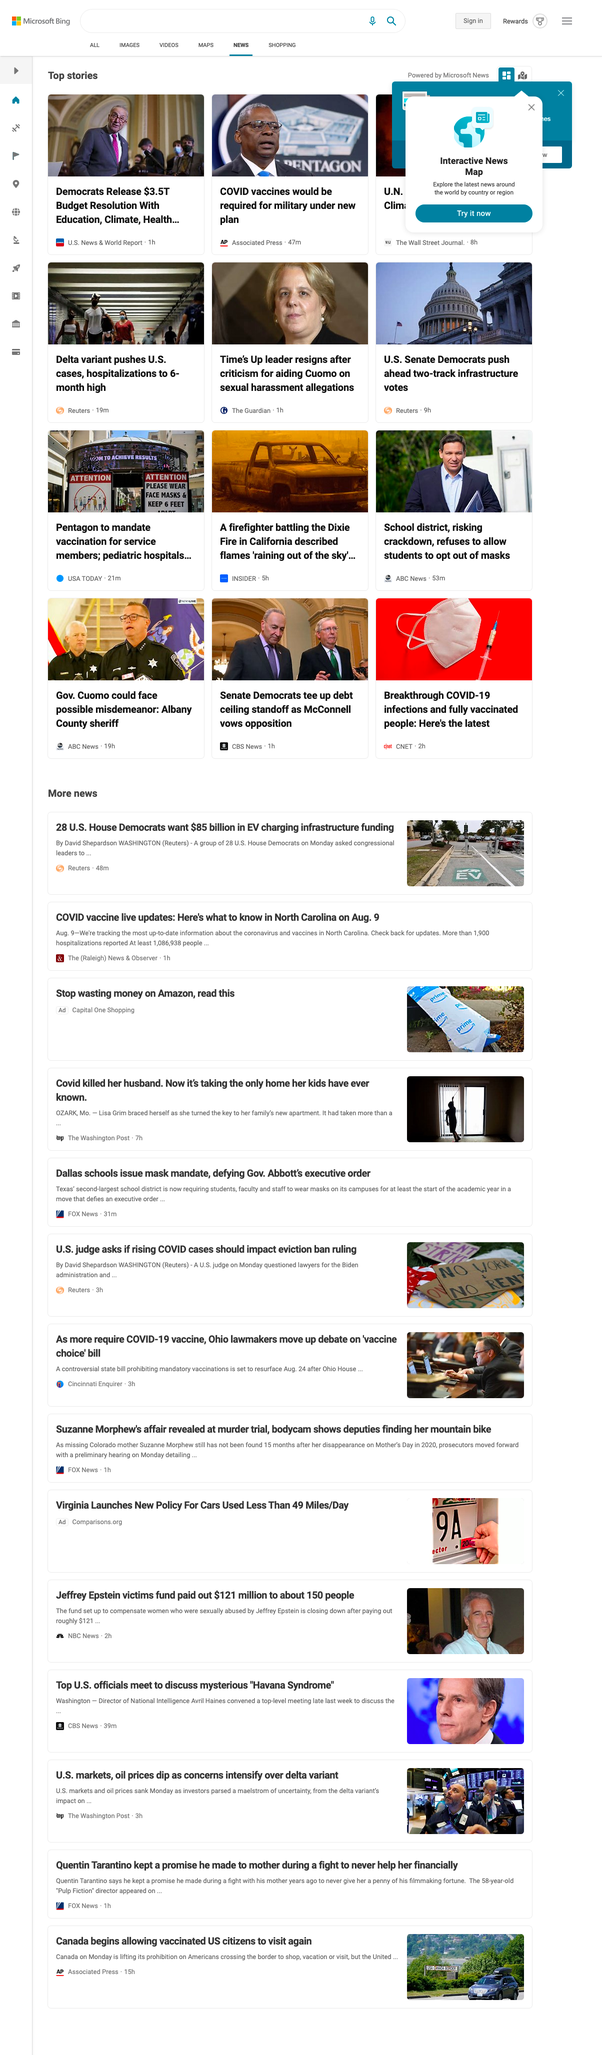 Microsoft Bing
Sign in
Rewards
ALL
IMAGES
VIDEOS
MAPS
NEWS
SHOPPING
Top stories
Powered by Microsoft News
Interactive News
Map
Explore the latest news around
the world by country or region
Try it now
Democrats Release $3.5T
Budget Resolution With
Education, Climate, Health...
U.S. News & World Report · 1h
PENTAGON
COVID vaccines would be
required for military under new
plan
AP Associated Press · 47m
U.N.
Clima
The Wall Street Journal. · 8h
Delta variant pushes U.S.
cases, hospitalizations to 6-
month high
Reuters · 19m
Time's Up leader resigns after
criticism for aiding Cuomo on
sexual harassment allegations
The Guardian · 1h
U.S. Senate Democrats push
ahead two-track infrastructure
votes
Reuters · 9h
TO ACHIEVE RESULTS
ATTENTION
ATTENTION
PLEASE WEAR
FACE MASKS &
KEEP 6 FEET
Pentagon to mandate
vaccination for service
members; pediatric hospitals...
USA TODAY · 21m
A firefighter battling the Dixie
Fire in California described
flames 'raining out of the sky'...
INSIDER · 5h
School district, risking
crackdown, refuses to allow
students to opt out of masks
ABC News · 53m
Gov. Cuomo could face
possible misdemeanor: Albany
County sheriff
ABC News · 19h
Senate Democrats tee up debt
ceiling standoff as McConnell
vows opposition
CBS News · 1h
Breakthrough COVID-19
infections and fully vaccinated
people: Here's the latest
CNET · 2h
More news
28 U.S. House Democrats want $85 billion in EV charging infrastructure funding
By David Shepardson WASHINGTON (Reuters) - A group of 28 U.S. House Democrats on Monday asked congressional
leaders to ...
Reuters · 48m
EV
COVID vaccine live updates: Here's what to know in North Carolina on Aug. 9
Aug. 9—We're tracking the most up-to-date information about the coronavirus and vaccines in North Carolina. Check back for updates. More than 1,900
hospitalizations reported At least 1,086,938 people ...
The (Raleigh) News & Observer · 1h
Stop wasting money on Amazon, read this
Ad Capital One Shopping
prime
prime
prime
Covid killed her husband. Now it's taking the only home her kids have ever
known.
OZARK, Mo. — Lisa Grim braced herself as she turned the key to her family's new apartment. It had taken more than a
...
wp The Washington Post · 7h
Dallas schools issue mask mandate, defying Gov. Abbott's executive order
Texas' second-largest school district is now requiring students, faculty and staff to wear masks on its campuses for at least the start of the academic year in a
move that defies an executive order ...
FOX News · 31m
U.S. judge asks if rising COVID cases should impact eviction ban ruling
By David Shepardson WASHINGTON (Reuters) - A U.S. judge on Monday questioned lawyers for the Biden
administration and ...
Reuters · 3h
NO WORK
NO RENT
As more require COVID-19 vaccine, Ohio lawmakers move up debate on 'vaccine
choice' bill
A controversial state bill prohibiting mandatory vaccinations is set to resurface Aug. 24 after Ohio House ...
Cincinnati Enquirer · 3h
Suzanne Morphew's affair revealed at murder trial, bodycam shows deputies finding her mountain bike
As missing Colorado mother Suzanne Morphew still has not been found 15 months after her disappearance on Mother's Day in 2020, prosecutors moved forward
with a preliminary hearing on Monday detailing ...
FOX News · 1h
Virginia Launches New Policy For Cars Used Less Than 49 Miles/Day
Ad Comparisons.org
9A
Jeffrey Epstein victims fund paid out $121 million to about 150 people
The fund set up to compensate women who were sexually abused by Jeffrey Epstein is closing down after paying out
roughly $121 ...
NBC News · 2h
Top U.S. officials meet to discuss mysterious "Havana Syndrome"
Washington — Director of National Intelligence Avril Haines convened a top-level meeting late last week to discuss the
...
CBS News · 39m
U.S. markets, oil prices dip as concerns intensify over delta variant
U.S. markets and oil prices sank Monday as investors parsed a maelstrom of uncertainty, from the delta variant's
impact on ...
wp The Washington Post · 3h
Quentin Tarantino kept a promise he made to mother during a fight to never help her financially
Quentin Tarantino says he kept a promise he made during a fight with his mother years ago to never give her a penny of his filmmaking fortune. The 58-year-old
"Pulp Fiction" director appeared on ...
FOX News · 1h
Canada begins allowing vaccinated US citizens to visit again
Canada on Monday is lifting its prohibition on Americans crossing the border to shop, vacation or visit, but the United ...
AP Associated Press · 15h